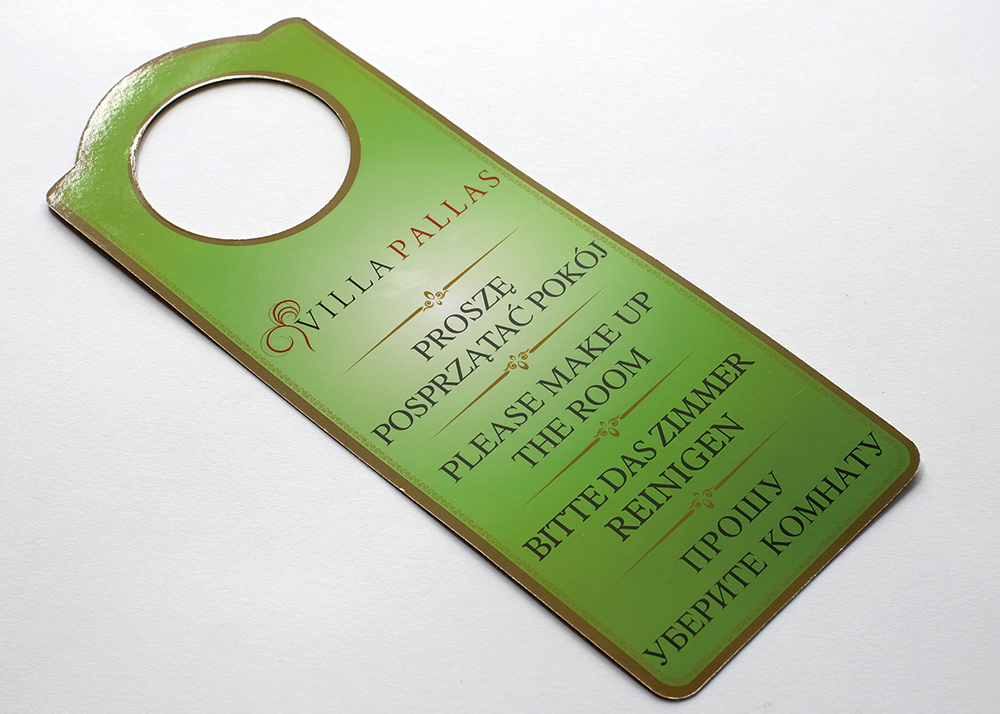 VILLA PALLAS
PROSZĘ
POSPRZĄTAĆ POKÓJ
PLEASE MAKE UP
THE ROOM
BITTE DAS ZIMMER
REINIGEN
ПРОШУ
УБЕРИТЕ КОМНАТУ